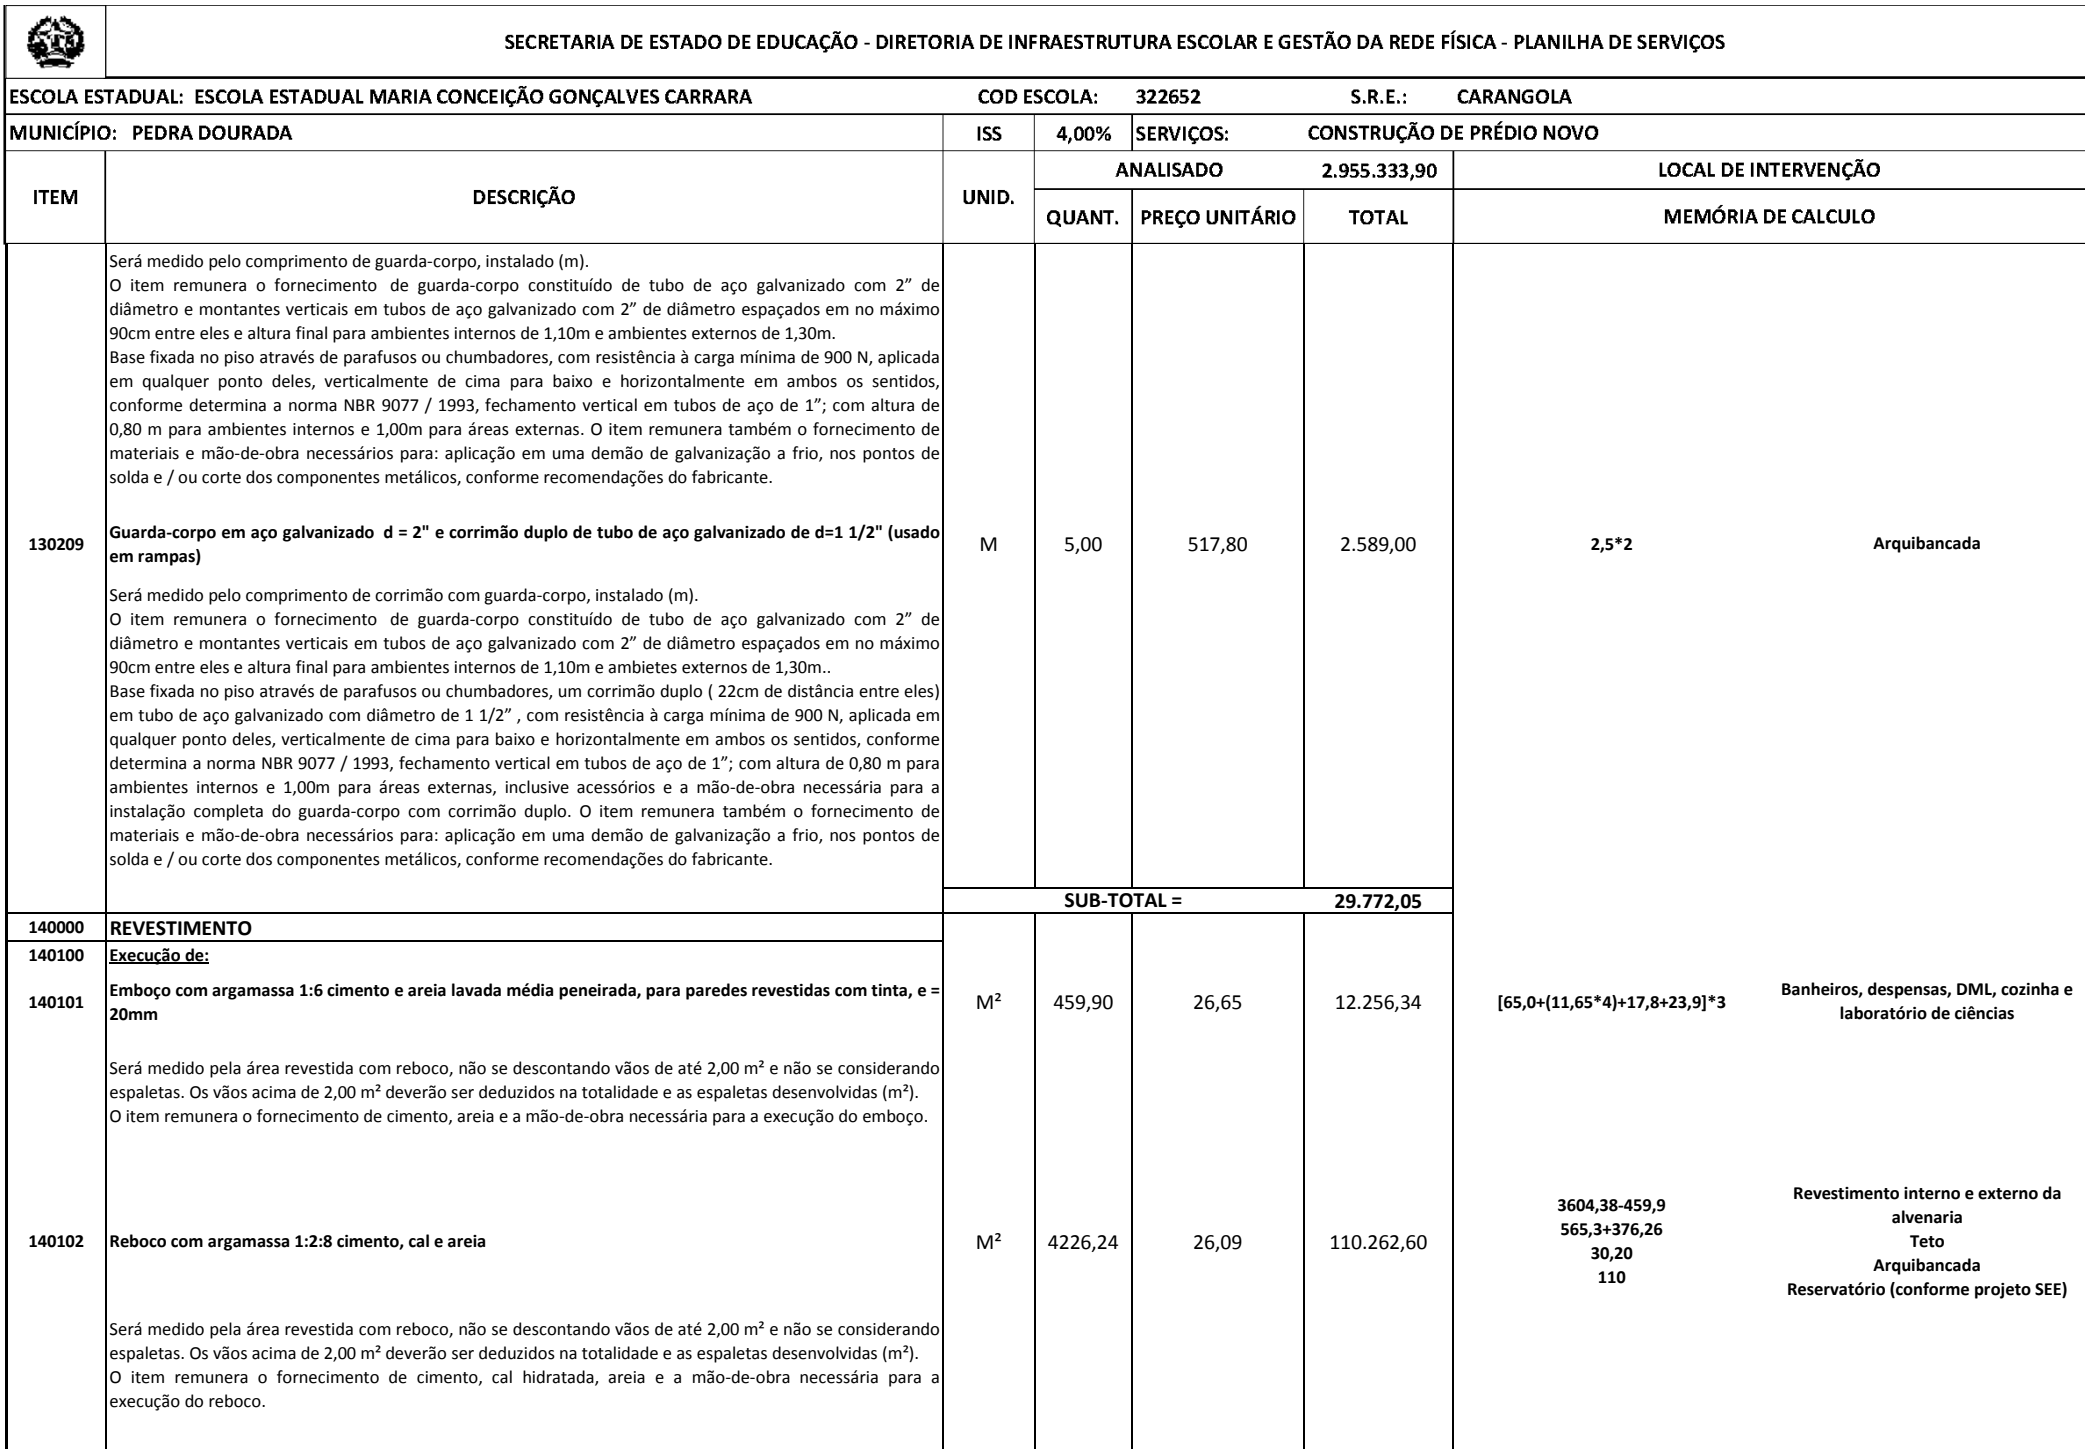 SECRETARIA DE ESTADO DE EDUCAÇÃO - DIRETORIA DE INFRAESTRUTURA ESCOLAR E GESTÃO DA REDE FÍSICA - PLANILHA DE SERVIÇOS
ESCOLA ESTADUAL: ESCOLA ESTADUAL MARIA CONCEIÇÃO GONÇALVES CARRARA COD ESCOLA: 322652 S.R.E.: CARANGOLA
MUNICÍPIO: PEDRA DOURADA ISS 4,00% SERVIÇOS: CONSTRUÇÃO DE PRÉDIO NOVO
ITEM DESCRIÇÃO UNID. ANALISADO 2.955.333,90 LOCAL DE INTERVENÇÃO
QUANT. PREÇO UNITÁRIO TOTAL MEMÓRIA DE CALCULO
Será medido pelo comprimento de guarda-corpo, instalado (m).
O item remunera o fornecimento de guarda-corpo constituído de tubo de aço galvanizado com 2” de
diâmetro e montantes verticais em tubos de aço galvanizado com 2” de diâmetro espaçados em no máximo
90cm entre eles e altura final para ambientes internos de 1,10m e ambientes externos de 1,30m.
Base fixada no piso através de parafusos ou chumbadores, com resistência à carga mínima de 900 N, aplicada
em qualquer ponto deles, verticalmente de cima para baixo e horizontalmente em ambos os sentidos,
conforme determina a norma NBR 9077 / 1993, fechamento vertical em tubos de aço de 1”; com altura de
0,80 m para ambientes internos e 1,00m para áreas externas. O item remunera também o fornecimento de
materiais e mão-de-obra necessários para: aplicação em uma demão de galvanização a frio, nos pontos de
solda e / ou corte dos componentes metálicos, conforme recomendações do fabricante.
130209 Guarda-corpo em aço galvanizado d = 2" e corrimão duplo de tubo de aço galvanizado de d=1 1/2" (usado
em rampas) M 5,00 517,80 2.589,00 2,5*2 Arquibancada
Será medido pelo comprimento de corrimão com guarda-corpo, instalado (m).
O item remunera o fornecimento de guarda-corpo constituído de tubo de aço galvanizado com 2” de
diâmetro e montantes verticais em tubos de aço galvanizado com 2” de diâmetro espaçados em no máximo
90cm entre eles e altura final para ambientes internos de 1,10m e ambietes externos de 1,30m..
Base fixada no piso através de parafusos ou chumbadores, um corrimão duplo ( 22cm de distância entre eles)
em tubo de aço galvanizado com diâmetro de 1 1/2” , com resistência à carga mínima de 900 N, aplicada em
qualquer ponto deles, verticalmente de cima para baixo e horizontalmente em ambos os sentidos, conforme
determina a norma NBR 9077 / 1993, fechamento vertical em tubos de aço de 1”; com altura de 0,80 m para
ambientes internos e 1,00m para áreas externas, inclusive acessórios e a mão-de-obra necessária para a
instalação completa do guarda-corpo com corrimão duplo. O item remunera também o fornecimento de
materiais e mão-de-obra necessários para: aplicação em uma demão de galvanização a frio, nos pontos de
solda e / ou corte dos componentes metálicos, conforme recomendações do fabricante.
SUB-TOTAL = 29.772,05
140000 REVESTIMENTO
140100 Execução de:
140101 Emboço com argamassa 1:6 cimento e areia lavada média peneirada, para paredes revestidas com tinta, e =
20mm M² 459,90 26,65 12.256,34 [65,0+(11,65*4)+17,8+23,9]*3 Banheiros, despensas, DML, cozinha e
laboratório de ciências
Será medido pela área revestida com reboco, não se descontando vãos de até 2,00 m² e não se considerando
espaletas. Os vãos acima de 2,00 m² deverão ser deduzidos na totalidade e as espaletas desenvolvidas (m²).
O item remunera o fornecimento de cimento, areia e a mão-de-obra necessária para a execução do emboço.
140102 Reboco com argamassa 1:2:8 cimento, cal e areia M² 4226,24 26,09 110.262,60
3604,38-459,9
565,3+376,26
30,20
110
Revestimento interno e externo da
alvenaria
Teto
Arquibancada
Reservatório (conforme projeto SEE)
Será medido pela área revestida com reboco, não se descontando vãos de até 2,00 m² e não se considerando
espaletas. Os vãos acima de 2,00 m² deverão ser deduzidos na totalidade e as espaletas desenvolvidas (m²).
O item remunera o fornecimento de cimento, cal hidratada, areia e a mão-de-obra necessária para a
execução do reboco.